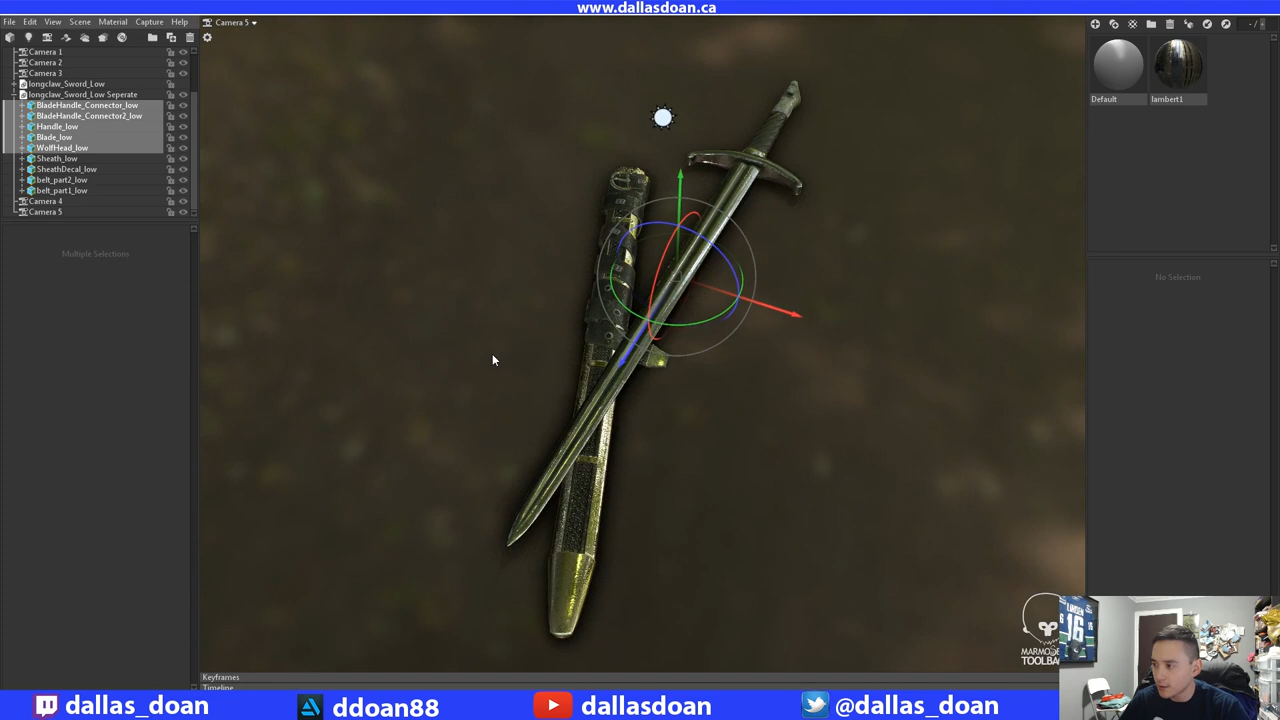 www.dallasdoan.ca
File Edit View Scene Material Capture Help
Camera 5
Camera 1
Camera 2
Camera 3
longclaw_Sword_Low
longclaw_Sword_Low Seperate
BladeHandle_Connector_low
BladeHandle_Connector2_low
Handle_low
Blade_low
WolfHead_low
Sheath_low
SheathDecal_low
belt_part2_low
belt_part1_low
Camera 4
Camera 5
Multiple Selections
Default
lambert1
No Selection
16
Keyframes
Timeline
dallas_doan
ddoan88
dallasdoan
@dallas_doan